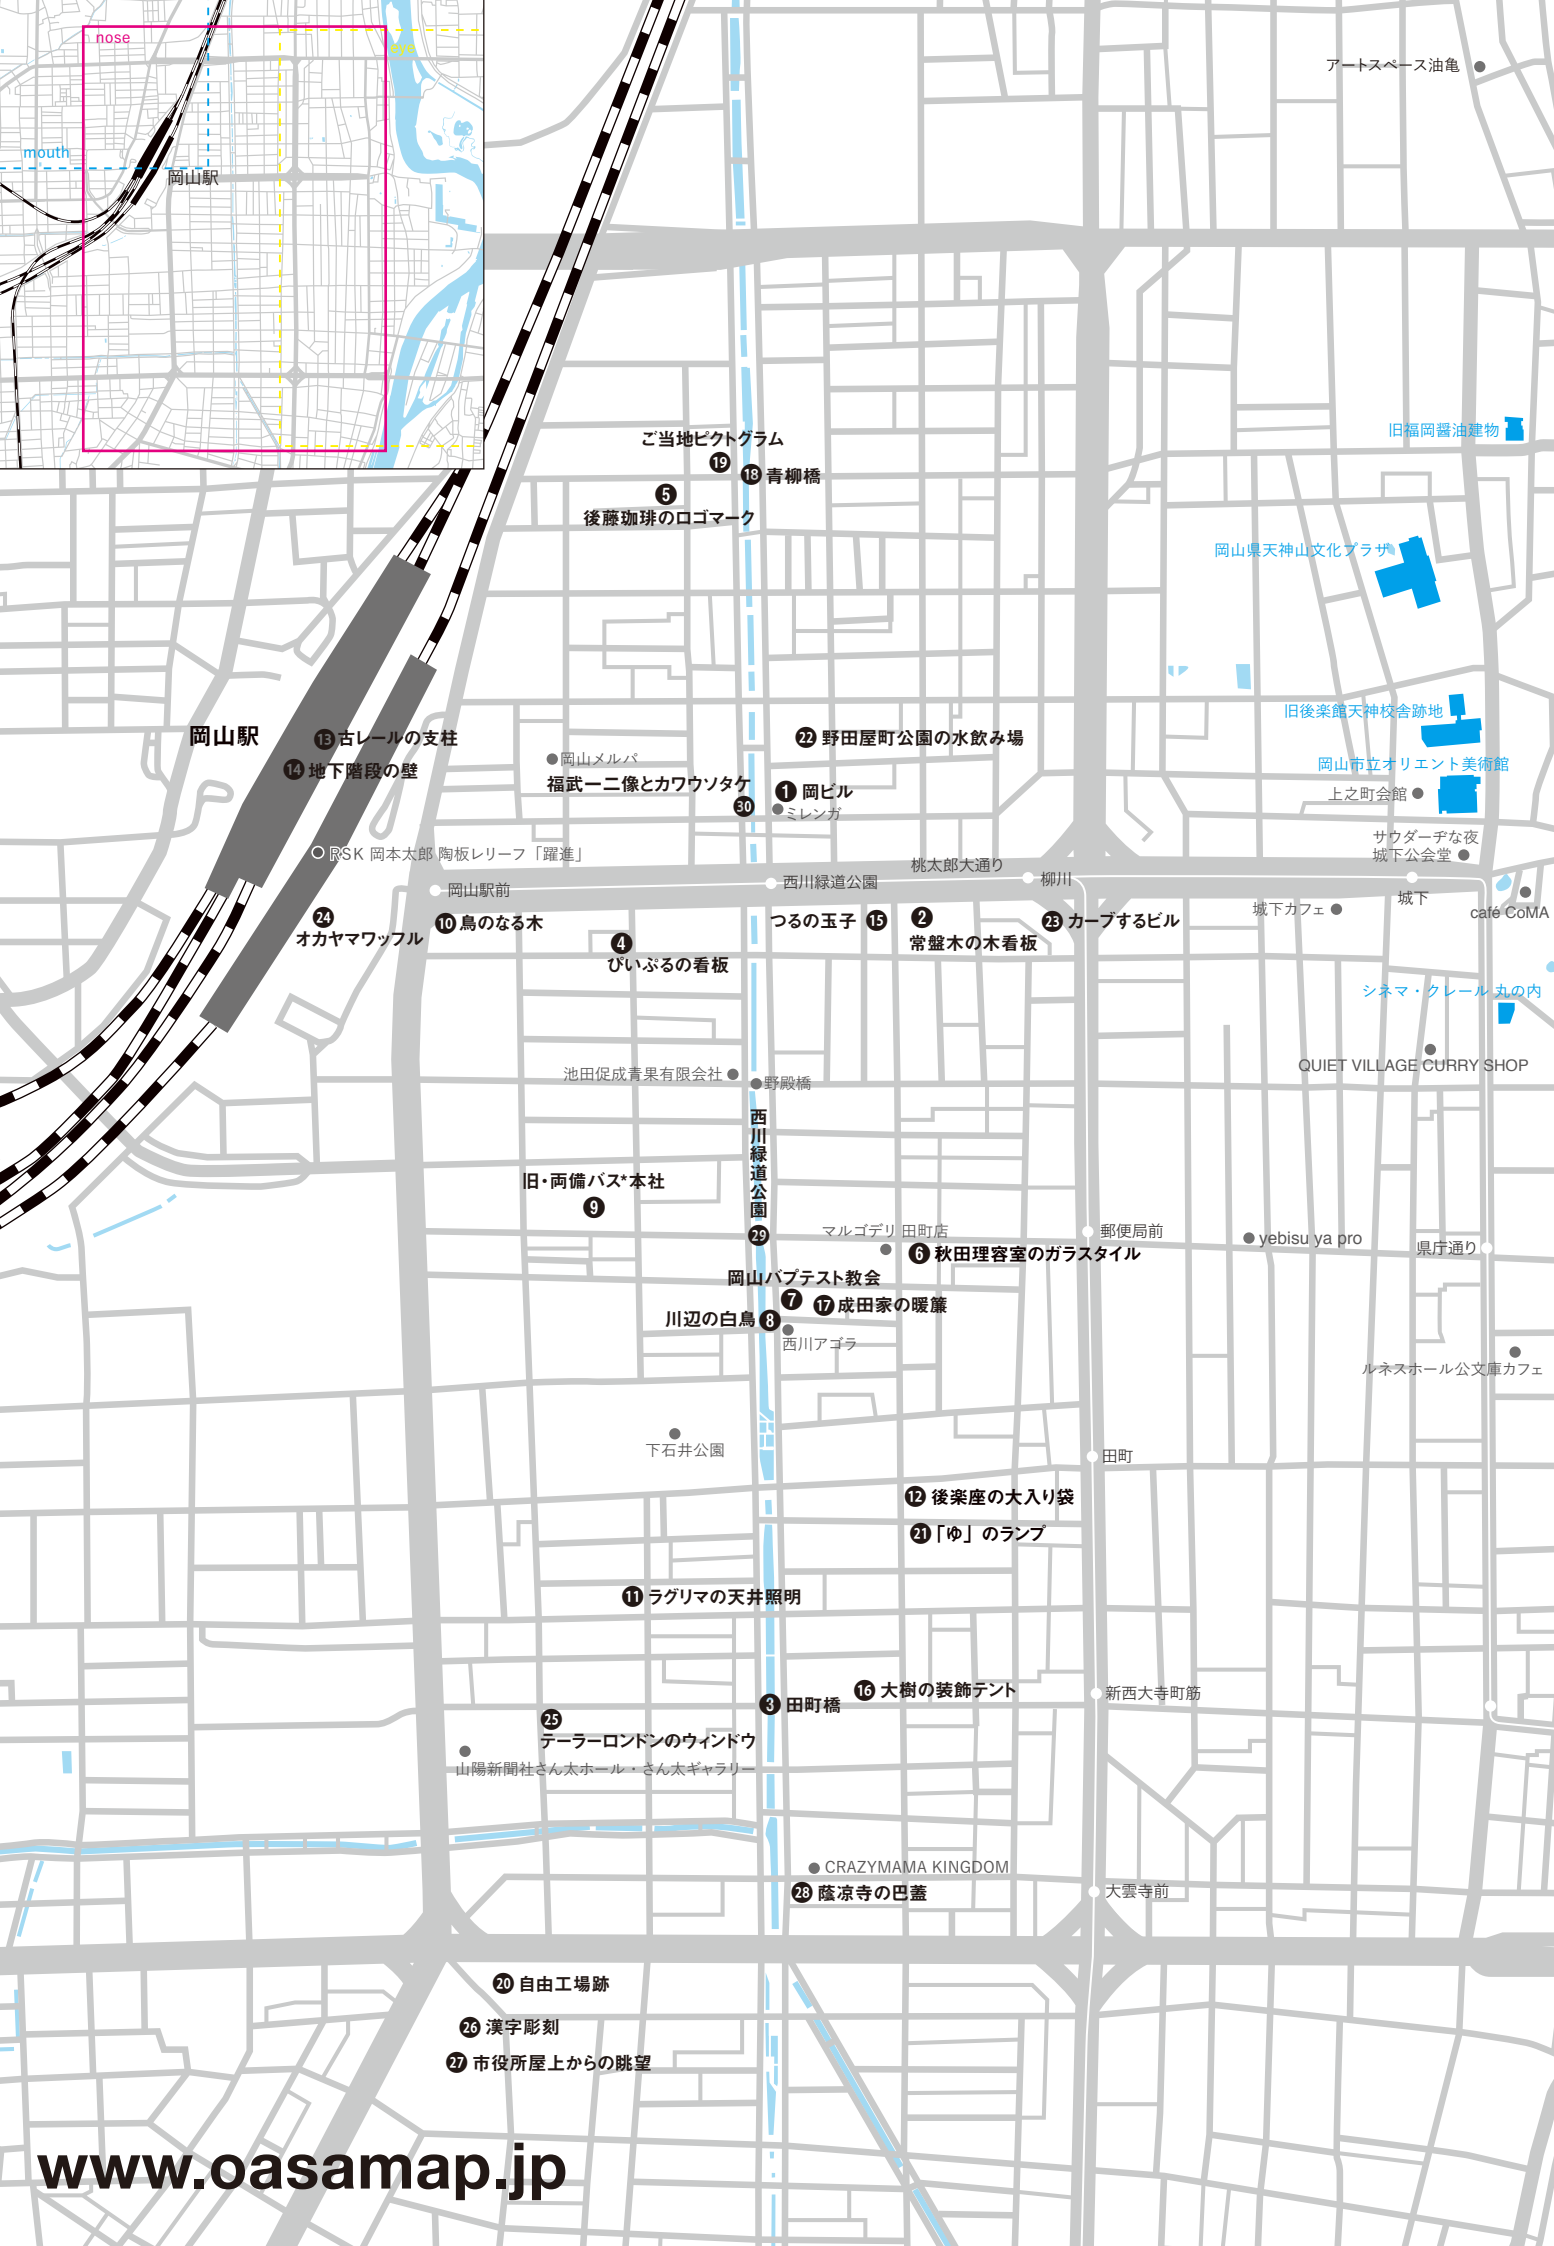 nose
eye
mouth
岡山駅
アートスペース油亀
旧福岡醤油建物
ご当地ピクトグラム
19
18 青柳橋
5
後藤珈琲のロゴマーク
岡山県天神山文化プラザ
旧後楽館天神校舎跡地
岡山駅
13 古レールの支柱
14 地下階段の壁
22 野田屋町公園の水飲み場
岡山メルパ
福武一二像とカワウソタケ
30
1 岡ビル
ミレンガ
岡山市立オリエント美術館
上之町会館
サウダーヂな夜
城下公会堂
RSK 岡本太郎 陶板レリーフ「躍進」
桃太郎大通り
岡山駅前
西川緑道公園
柳川
城下
城下カフェ
café CoMA
24
オカヤマワッフル
10 鳥のなる木
4
ぴいぷるの看板
つるの玉子 15
2
常盤木の木看板
23 カーブするビル
シネマ・クレール 丸の内
QUIET VILLAGE CURRY SHOP
池田促成青果有限会社
野殿橋
西川緑道公園
29
旧・両備バス*本社
9
マルゴデリ 田町店
6 秋田理容室のガラスタイル
郵便局前
yebisu ya pro
県庁通り
岡山バプテスト教会
7
17 成田家の暖簾
川辺の白鳥 8
西川アゴラ
ルネスホール公文庫カフェ
下石井公園
田町
12 後楽座の大入り袋
21 「ゆ」のランプ
11 ラグリマの天井照明
16 大樹の装飾テント
3 田町橋
新西大寺町筋
25
テーラーロンドンのウィンドウ
山陽新聞社さん太ホール・さん太ギャラリー
CRAZYMAMA KINGDOM
28 蔭凉寺の巴蓋
大雲寺前
20 自由工場跡
26 漢字彫刻
27 市役所屋上からの眺望
www.oasamap.jp